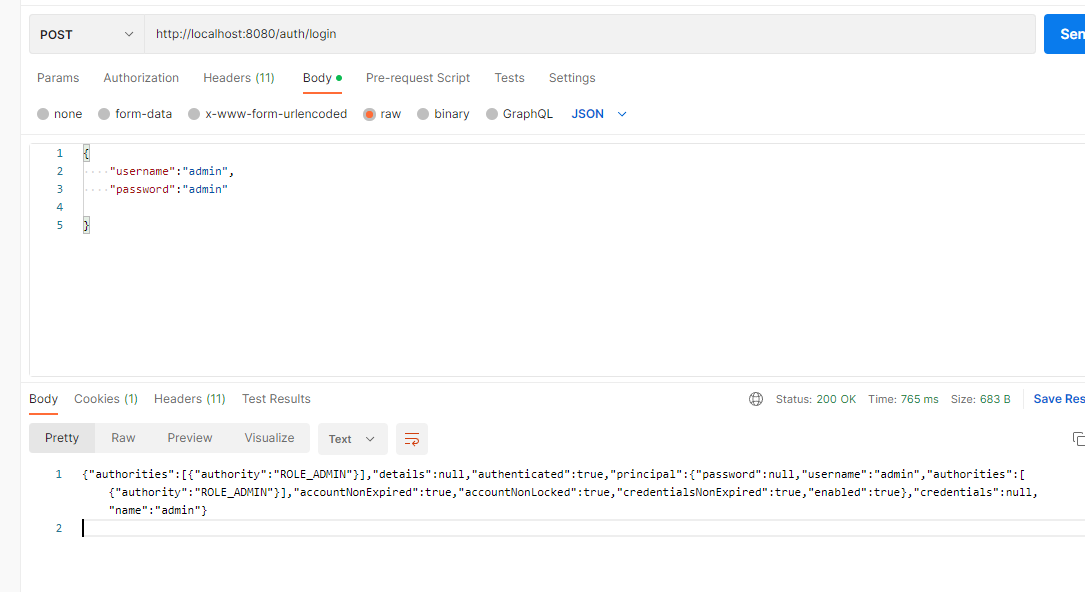 POST http://localhost:8080/auth/login Sen
Params Authorization Headers (11) Body Pre-request Script Tests Settings
none form-data x-www-form-urlencoded raw binary GraphQL JSON
1 {
2 "username":"admin",
3 "password":"admin"
4
5 }
Body Cookies (1) Headers (11) Test Results Status: 200 OK Time: 765 ms Size: 683 B Save Res
Pretty Raw Preview Visualize Text
1 {"authorities":[{"authority":"ROLE_ADMIN"}],"details":null,"authenticated":true,"principal":{"password":null,"username":"admin","authorities":[
{"authority":"ROLE_ADMIN"}],"accountNonExpired":true,"accountNonLocked":true,"credentialsNonExpired":true,"enabled":true},"credentials":null,
"name":"admin"}
2